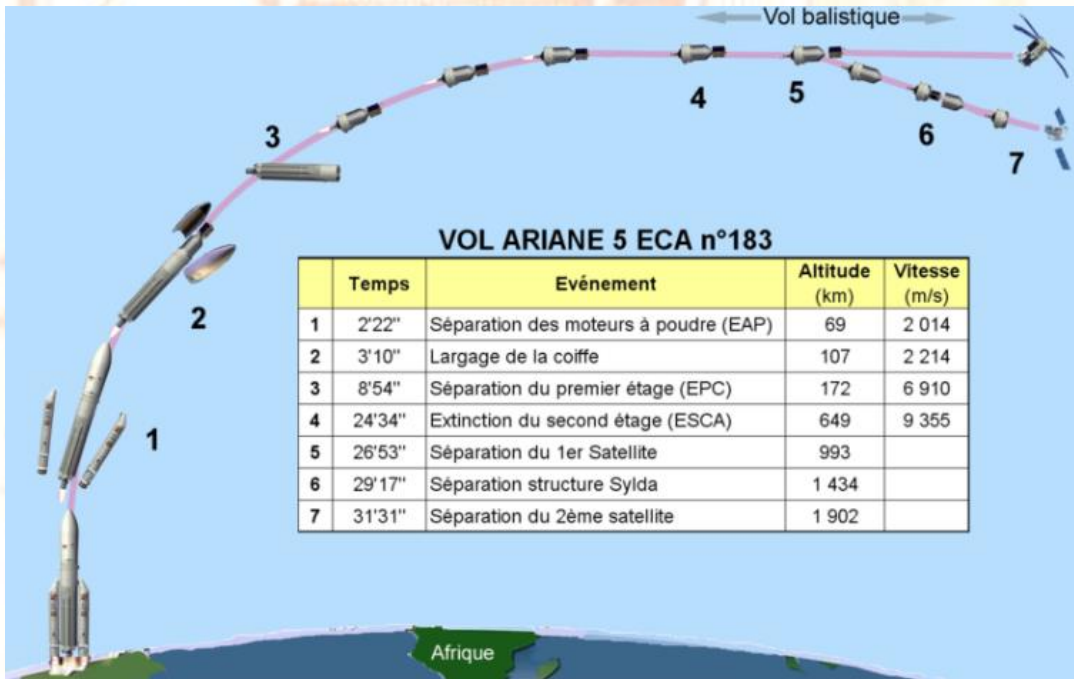 Vol balistique
4
5
6
7
3
2
1
VOL ARIANE 5 ECA n°183
Temps Evénement Altitude (km) Vitesse (m/s)
1 2'22" Séparation des moteurs à poudre (EAP) 69 2 014
2 3'10" Largage de la coiffe 107 2 214
3 8'54" Séparation du premier étage (EPC) 172 6 910
4 24'34" Extinction du second étage (ESCA) 649 9 355
5 26'53" Séparation du 1er Satellite 993
6 29'17" Séparation structure Sylda 1 434
7 31'31" Séparation du 2ème satellite 1 902
Afrique